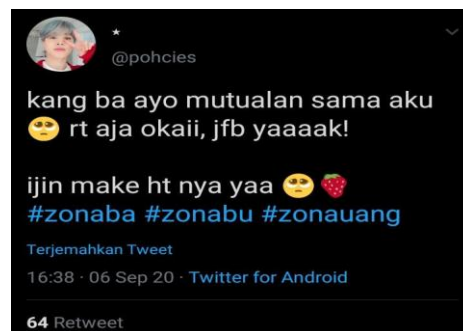 *
@pohcies
kang ba ayo mutualan sama aku
🥺 rt aja okaii, jfb yaaaak!
ijin make ht nya yaa 🥺 🍓
#zonaba #zonabu #zonauang
Terjemahkan Tweet
16:38 · 06 Sep 20 · Twitter for Android
64 Retweet